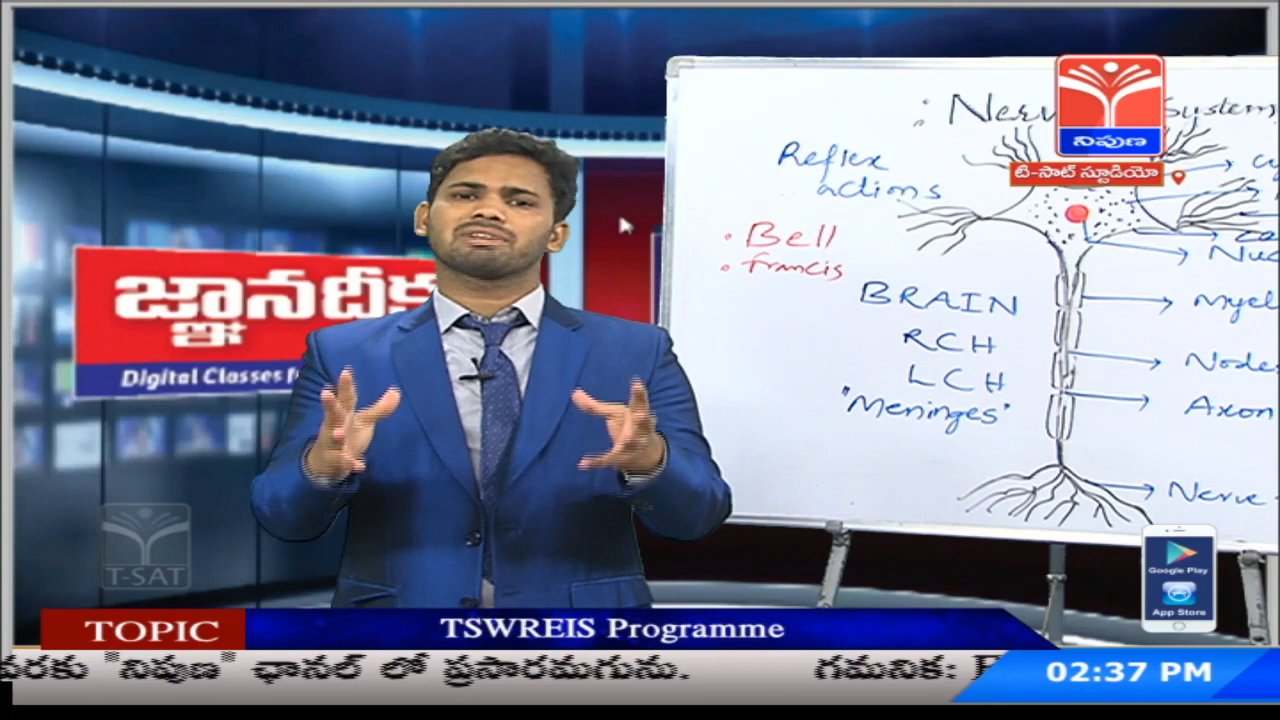 : Nerv System
Reflex
actions
నిపుణ
టి-సాట్ స్టూడియో
• Bell
• francis
BRAIN
RCH
LCH
"Meninges"
Nuc
Myel
Node
Axon
Nerve
జ్ఞానదీక
Digital Classes f
T-SAT
Google Play
App Store
TOPIC
TSWREIS Programme
వరకు "నిపుణ" ఛానల్ లో ప్రసారమగును. గమనిక:
02:37 PM